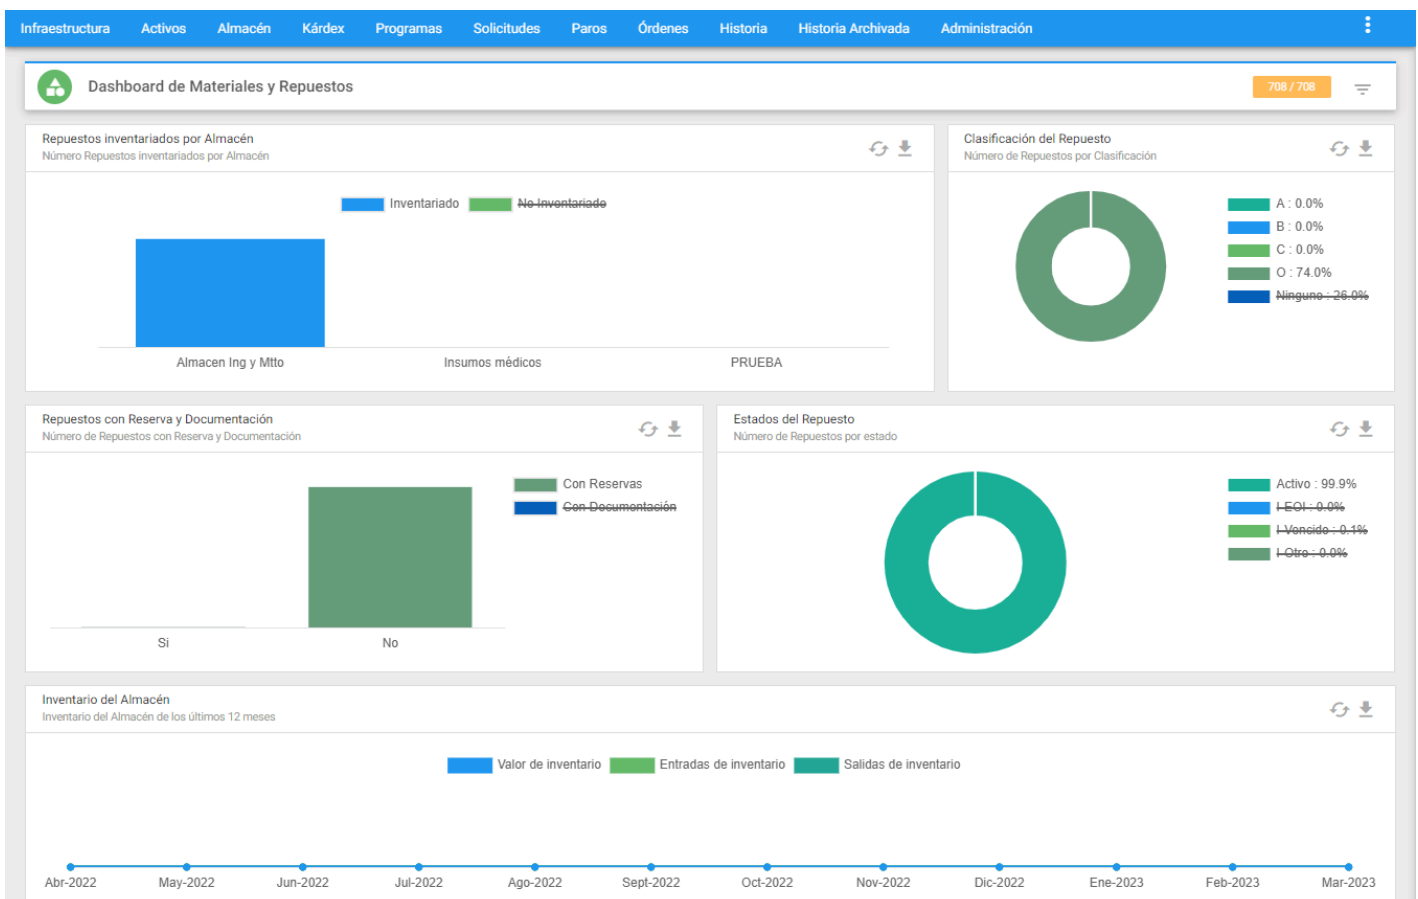 Infraestructura Activos Almacén Kárdex Programas Solicitudes Paros Órdenes Historia Historia Archivada Administración
Dashboard de Materiales y Repuestos
708 / 708
Repuestos inventariados por Almacén
Número Repuestos inventariados por Almacén
Inventariado No Inventariado
Almacen Ing y Mtto Insumos médicos PRUEBA
Clasificación del Repuesto
Número de Repuestos por Clasificación
A : 0.0%
B : 0.0%
C : 0.0%
O : 74.0%
Ninguno : 26.0%
Repuestos con Reserva y Documentación
Número de Repuestos con Reserva y Documentación
Con Reservas
Con Documentación
Si No
Estados del Repuesto
Número de Repuestos por estado
Activo : 99.9%
I-EOI : 0.0%
I-Vencido : 0.1%
I-Otro : 0.0%
Inventario del Almacén
Inventario del Almacén de los últimos 12 meses
Valor de inventario Entradas de inventario Salidas de inventario
Abr-2022 May-2022 Jun-2022 Jul-2022 Ago-2022 Sept-2022 Oct-2022 Nov-2022 Dic-2022 Ene-2023 Feb-2023 Mar-2023